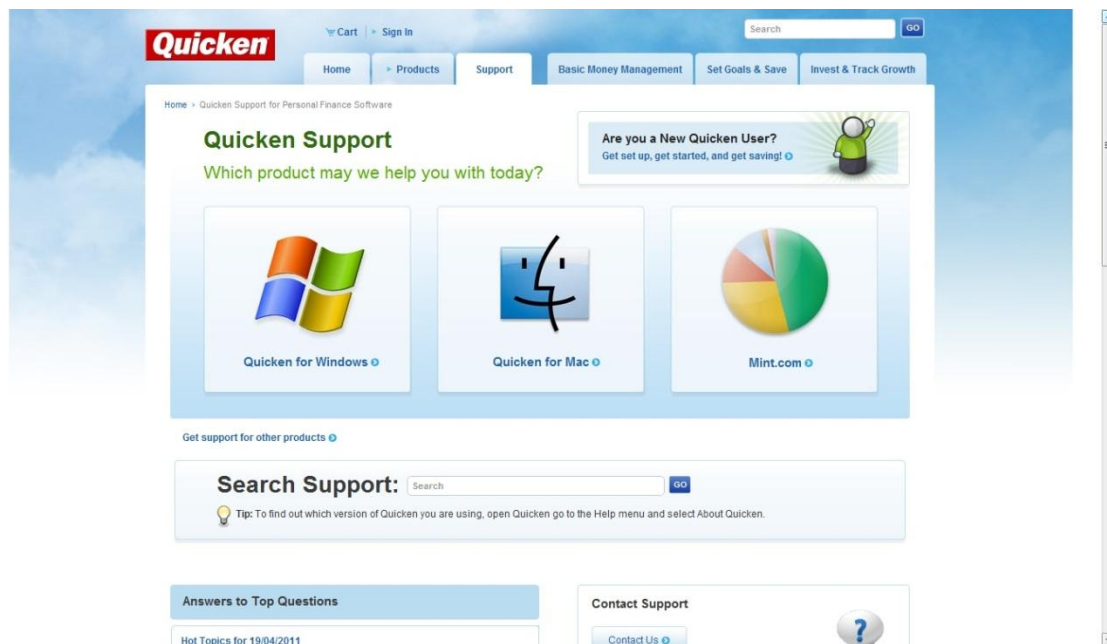 Quicken
Cart
Sign In
Search
GO
Home
Products
Support
Basic Money Management
Set Goals & Save
Invest & Track Growth
Home › Quicken Support for Personal Finance Software
Quicken Support
Which product may we help you with today?
Are you a New Quicken User?
Get set up, get started, and get saving!
Quicken for Windows
Quicken for Mac
Mint.com
Get support for other products
Search Support:
Search
GO
Tip: To find out which version of Quicken you are using, open Quicken go to the Help menu and select About Quicken.
Answers to Top Questions
Hot Topics for 19/04/2011
Contact Support
Contact Us
?